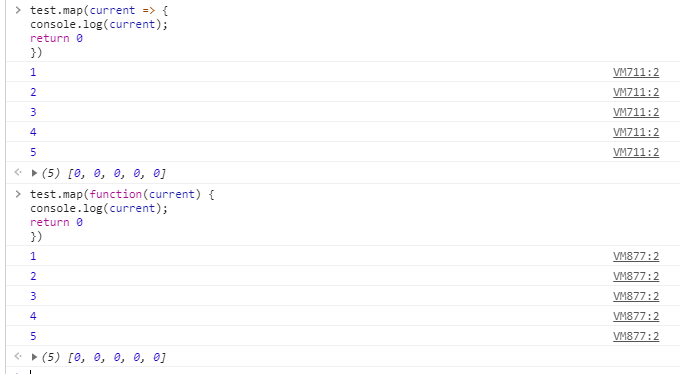 > test.map(current => {
console.log(current);
return 0
})
1 VM711:2
2 VM711:2
3 VM711:2
4 VM711:2
5 VM711:2
<· ▶(5) [0, 0, 0, 0, 0]
> test.map(function(current) {
console.log(current);
return 0
})
1 VM877:2
2 VM877:2
3 VM877:2
4 VM877:2
5 VM877:2
<· ▶(5) [0, 0, 0, 0, 0]